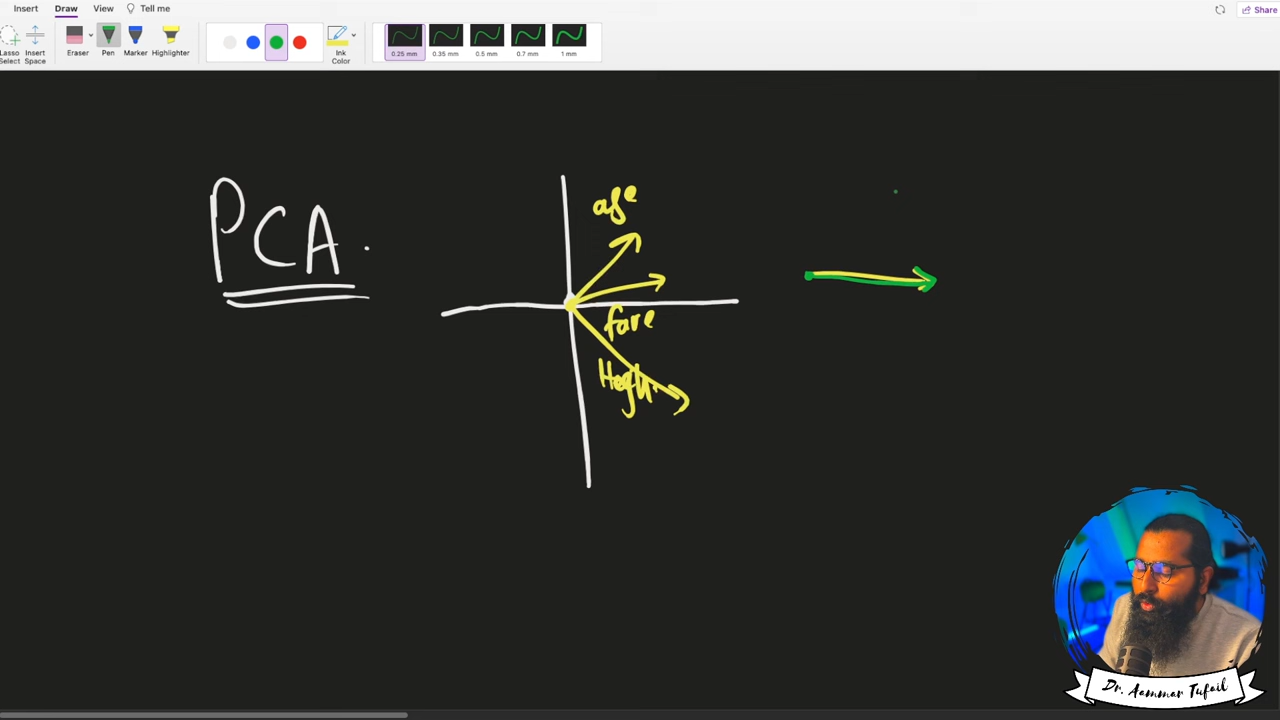 Insert Draw View Tell me
Share
Lasso Select
Insert Space
Eraser
Pen
Marker
Highlighter
Ink Color
0.25 mm
0.35 mm
0.5 mm
0.7 mm
1 mm
PCA.
age
fare
Dr. Aammar Tufail